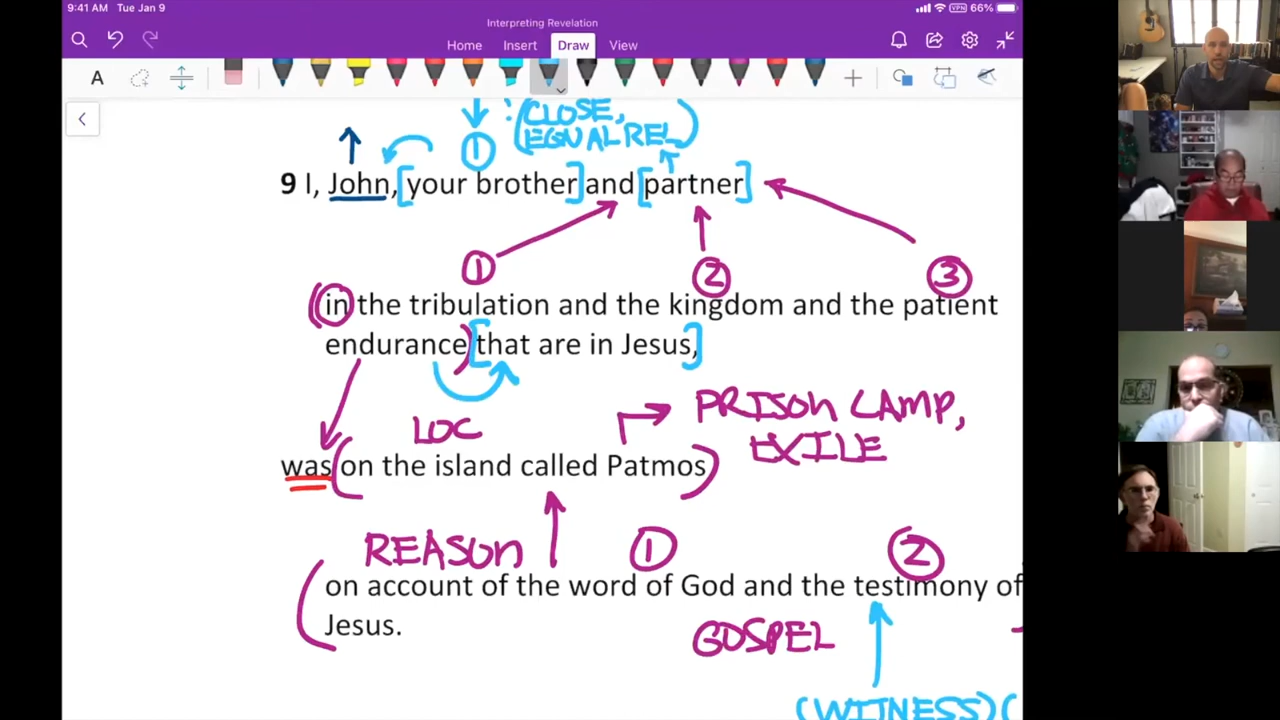 9:41 AM Tue Jan 9
VPN 66%
Interpreting Revelation
Home Insert Draw View
A
: (CLOSE,
EQUAL REL)
1
9 I, John, [your brother] and [partner]
1 2 3
(in the tribulation and the kingdom and the patient
endurance) [that are in Jesus,]
LOC
PRISON CAMP,
EXILE
was (on the island called Patmos)
REASON 1 2
(on account of the word of God and the testimony of
Jesus.
GOSPEL
(WITNESS) (